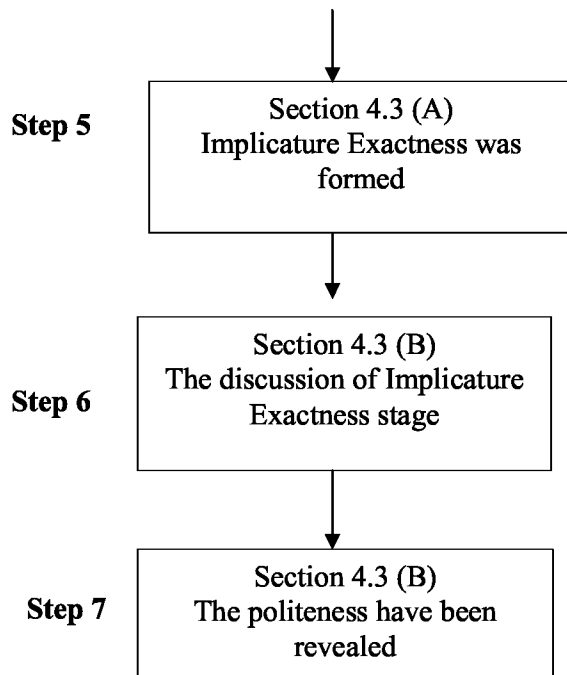 Step 5
Section 4.3 (A)
Implicature Exactness was
formed
Step 6
Section 4.3 (B)
The discussion of Implicature
Exactness stage
Step 7
Section 4.3 (B)
The politeness have been
revealed